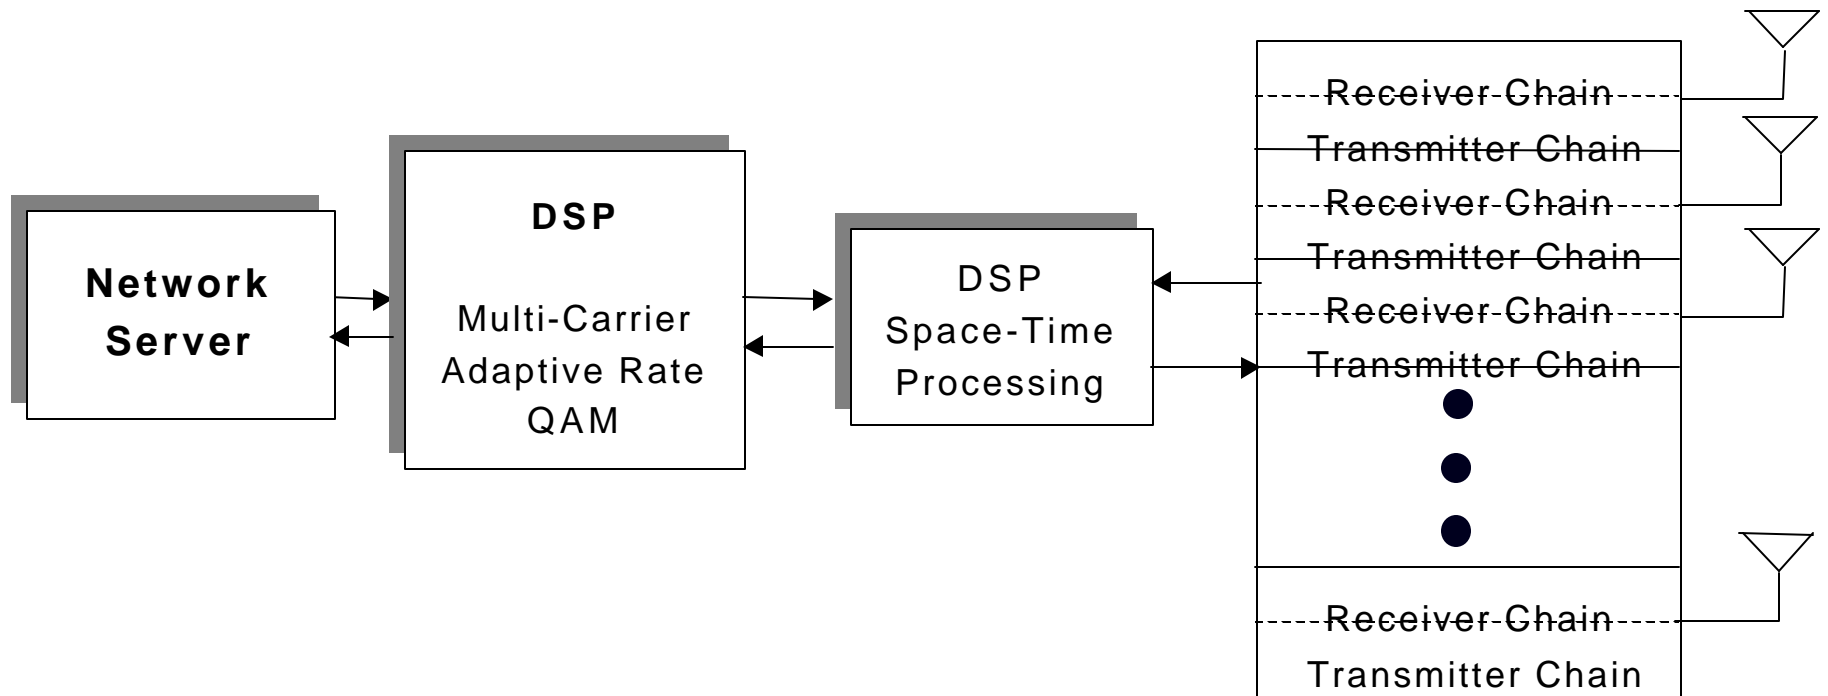 Network
Server
DSP
Multi-Carrier
Adaptive Rate
QAM
DSP
Space-Time
Processing
Receiver Chain
Transmitter Chain
Receiver Chain
Transmitter Chain
Receiver Chain
Transmitter Chain
Receiver Chain
Transmitter Chain